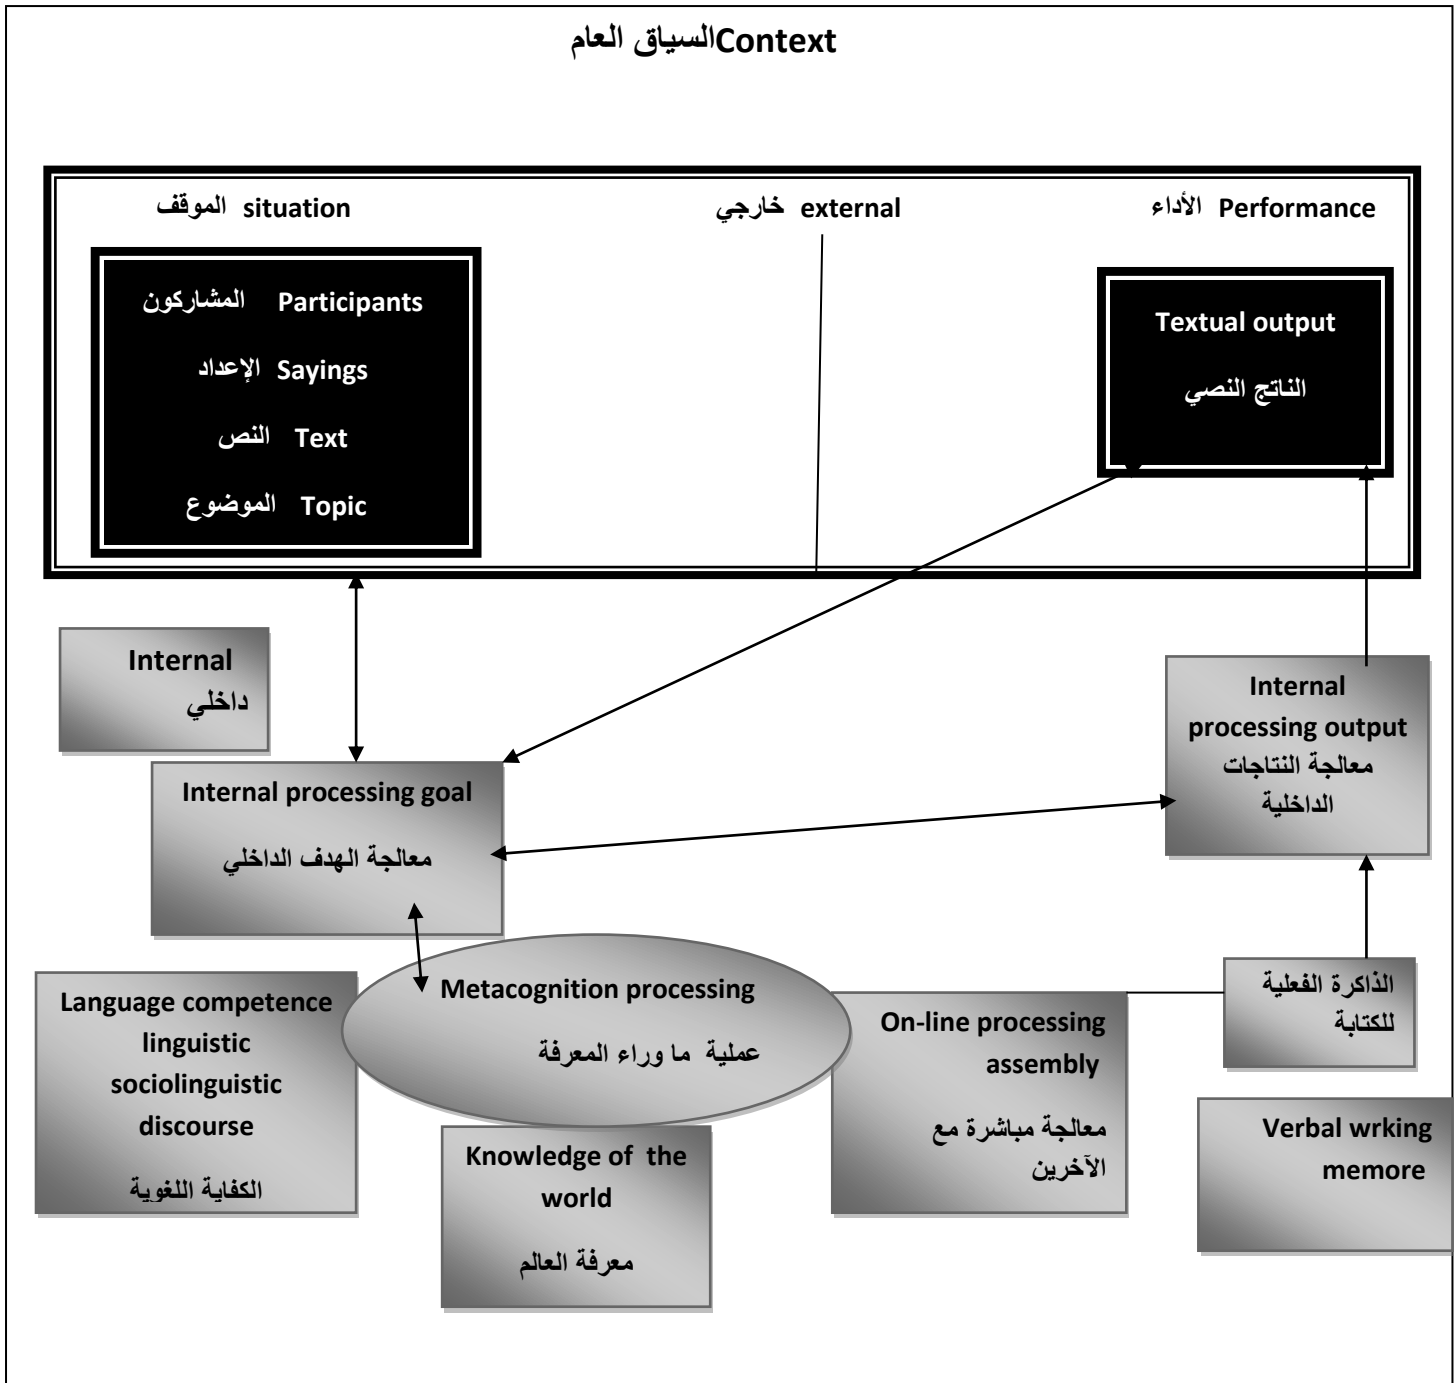 السياق العام Context
situation الموقف
external خارجي
Performance الأداء
Participants المشاركون
Sayings الإعداد
Text النص
Topic الموضوع
Textual output
الناتج النصي
Internal
داخلي
Internal processing goal
معالجة الهدف الداخلي
Internal
processing output
معالجة النتاجات
الداخلية
Metacognition processing
عملية ما وراء المعرفة
Language competence
linguistic
sociolinguistic
discourse
الكفاية اللغوية
Knowledge of the
world
معرفة العالم
On-line processing
assembly
معالجة مباشرة مع
الآخرين
الذاكرة الفعلية
للكتابة
Verbal wrking
memore